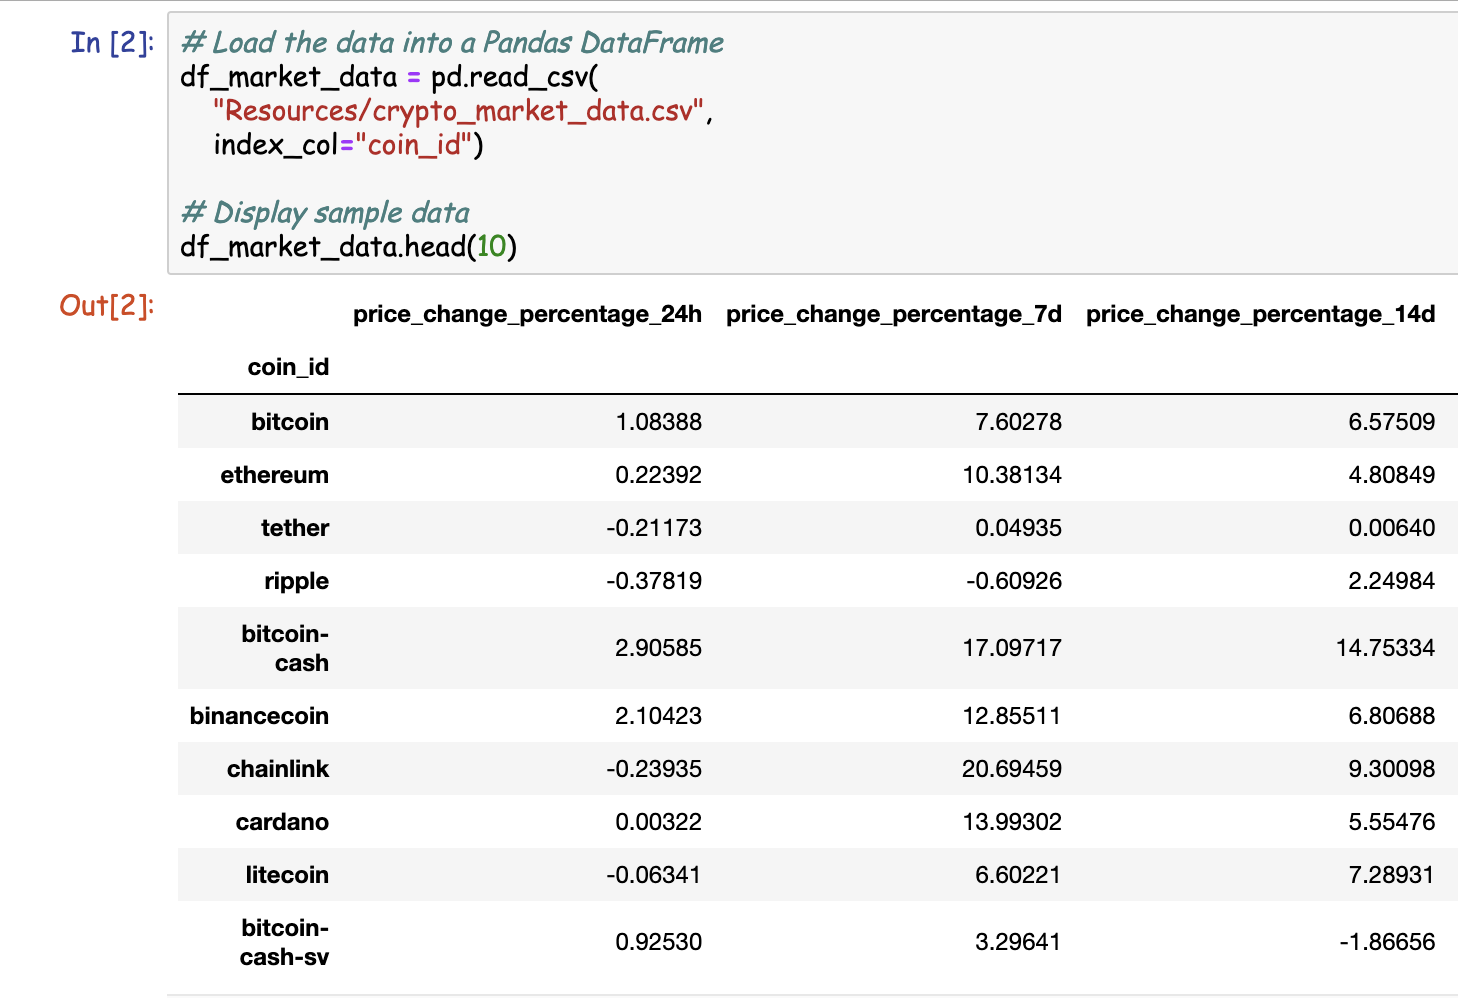 In [2]:
# Load the data into a Pandas DataFrame
df_market_data = pd.read_csv(
    "Resources/crypto_market_data.csv",
    index_col="coin_id")

# Display sample data
df_market_data.head(10)
Out[2]:
price_change_percentage_24h price_change_percentage_7d price_change_percentage_14d
coin_id
bitcoin 1.08388 7.60278 6.57509
ethereum 0.22392 10.38134 4.80849
tether -0.21173 0.04935 0.00640
ripple -0.37819 -0.60926 2.24984
bitcoin-
cash 2.90585 17.09717 14.75334
binancecoin 2.10423 12.85511 6.80688
chainlink -0.23935 20.69459 9.30098
cardano 0.00322 13.99302 5.55476
litecoin -0.06341 6.60221 7.28931
bitcoin-
cash-sv 0.92530 3.29641 -1.86656